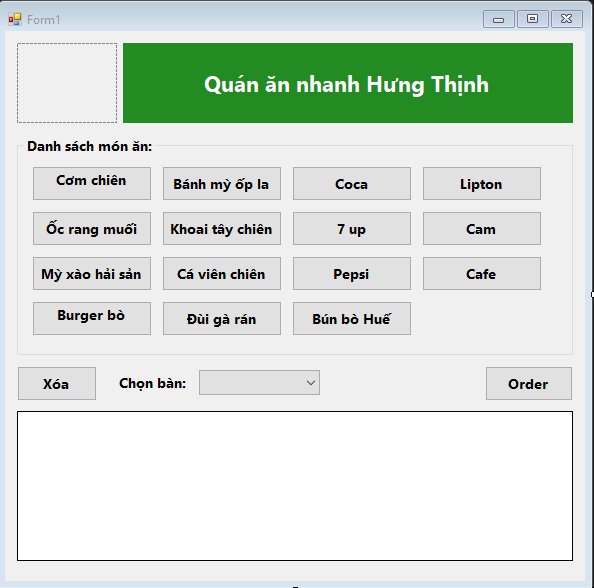 Form1
Quán ăn nhanh Hưng Thịnh
Danh sách món ăn:
Cơm chiên
Bánh mỳ ốp la
Coca
Lipton
Ốc rang muối
Khoai tây chiên
7 up
Cam
Mỳ xào hải sản
Cá viên chiên
Pepsi
Cafe
Burger bò
Đùi gà rán
Bún bò Huế
Xóa
Chọn bàn:
Order